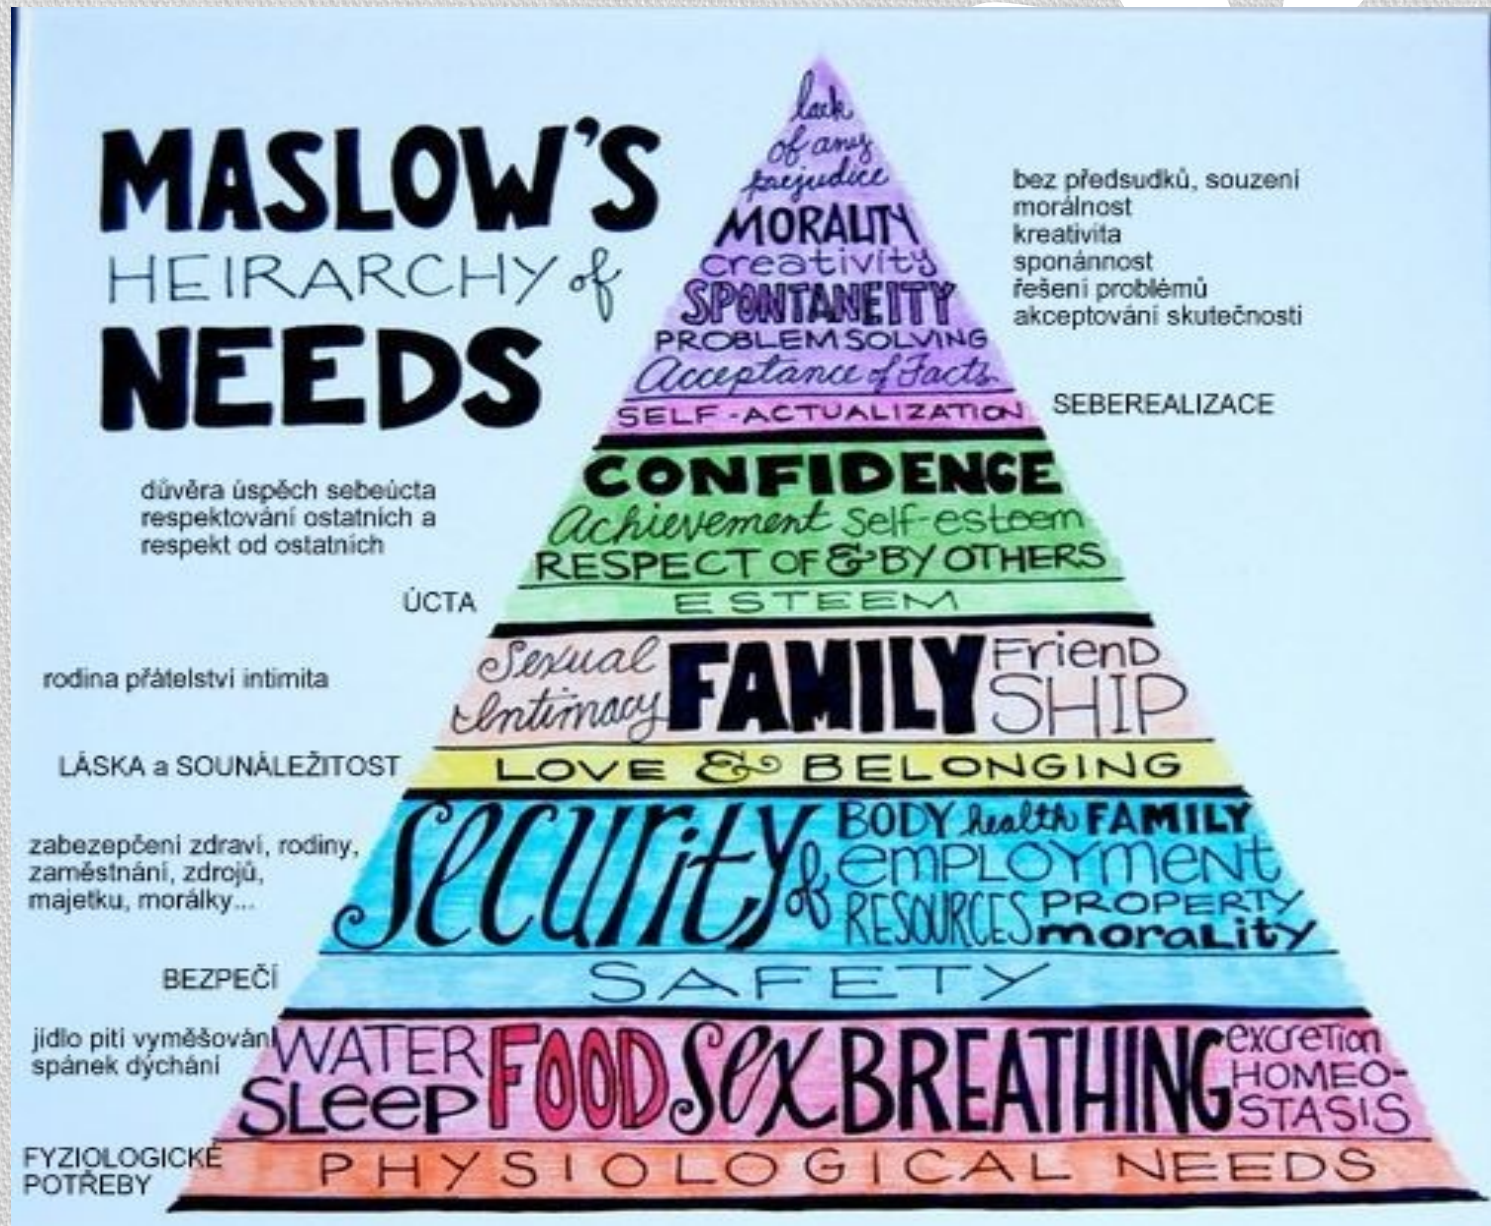 MASLOW'S
HEIRARCHY of
NEEDS
lack
of any
prejudice
MORALITY
creativity
SPONTANEITY
PROBLEM SOLVING
Acceptance of Facts
SELF-ACTUALIZATION
bez předsudků, souzení
morálnost
kreativita
sponánnost
řešení problémů
akceptování skutečnosti
SEBEREALIZACE
CONFIDENCE
Achievement Self-esteem
RESPECT OF & BY OTHERS
ESTEEM
důvěra úspěch sebeúcta
respektování ostatních a
respekt od ostatních
ÚCTA
Sexual
Intimacy
FAMILY
FrienD
SHIP
LOVE & BELONGING
rodina přátelství intimita
LÁSKA a SOUNÁLEŽITOST
Security
of
BODY health FAMILY
emPLOYmeNT
RESOURCES PROPERTY
moraLity
SAFETY
zabezepčení zdraví, rodiny,
zaměstnání, zdrojů,
majetku, morálky...
BEZPEČÍ
WATER
SLeep
FOOD
Sex
BREATHING
excretion
HOMEO-
STASIS
PHYSIOLOGICAL NEEDS
jídlo pití vyměšování
spánek dýchání
FYZIOLOGICKÉ
POTŘEBY